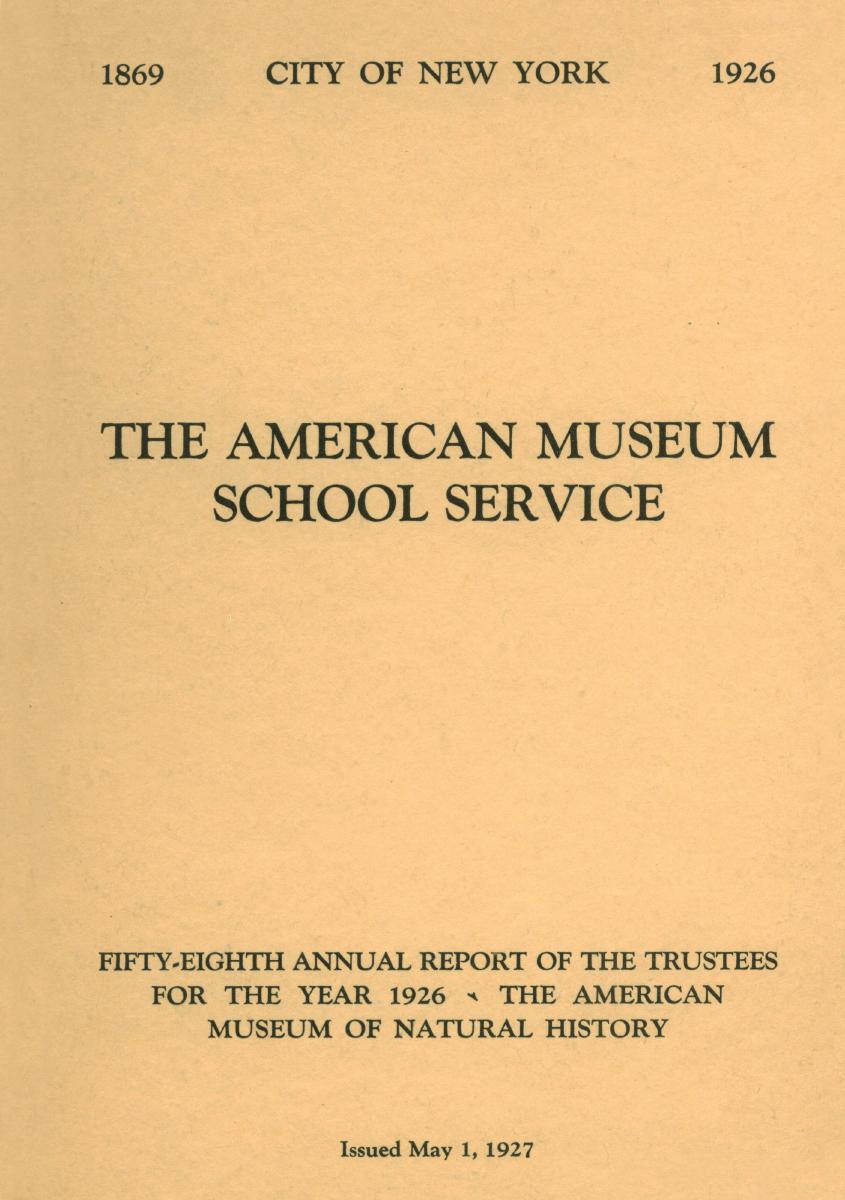 1869 CITY OF NEW YORK 1926
THE AMERICAN MUSEUM
SCHOOL SERVICE
FIFTY-EIGHTH ANNUAL REPORT OF THE TRUSTEES
FOR THE YEAR 1926 THE AMERICAN
MUSEUM OF NATURAL HISTORY
Issued May 1, 1927